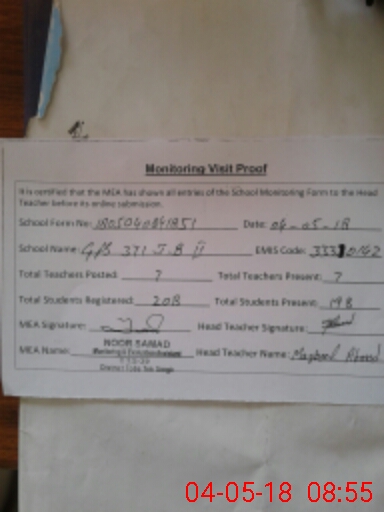 Monitoring Visit Proof
It is certified that the MEA has shown all entries of the School Monitoring Form to the Head
Teacher before its online submission.
School Form No: Date: 04-05-18
School Name: G/S 371 J.B II EMIS Code:
Total Teachers Posted: 7 Total Teachers Present: 7
Total Students Registered: 208 Total Students Present: 198
MEA Signature: Head Teacher Signature:
MEA Name: NOOR SAMAD Head Teacher Name: Maqbool Ahmad
04-05-18 08:55